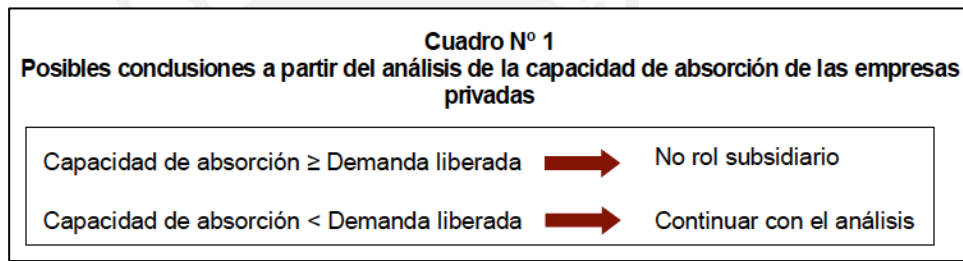 Cuadro Nº 1
Posibles conclusiones a partir del análisis de la capacidad de absorción de las empresas
privadas
Capacidad de absorción ≥ Demanda liberada No rol subsidiario
Capacidad de absorción < Demanda liberada Continuar con el análisis